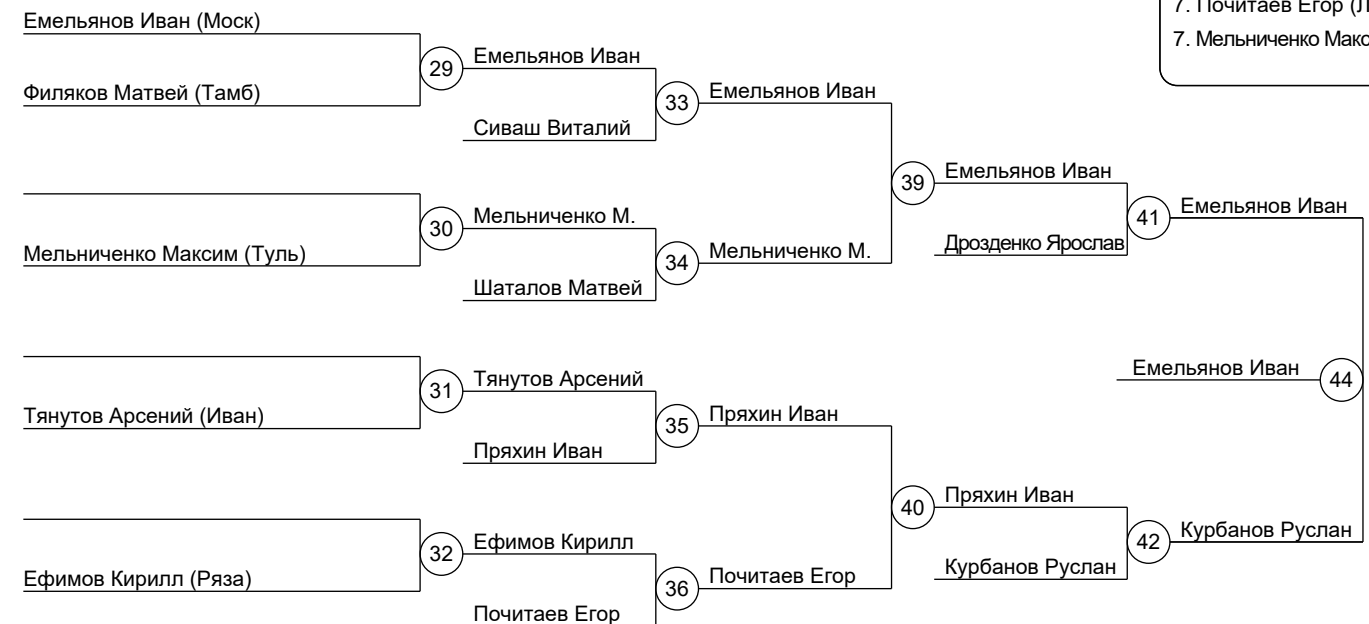 7. Почитаев Егор
7. Мельниченко
Емельянов Иван (Моск)
29
Емельянов Иван
Филяков Матвей (Тамб)
33
Емельянов Иван
Сиваш Виталий
39
Емельянов Иван
30
Мельниченко М.
41
Емельянов Иван
Мельниченко Максим (Туль)
34
Мельниченко М.
Дрозденко Ярослав
Шаталов Матвей
31
Тянутов Арсений
44
Емельянов Иван
Тянутов Арсений (Иван)
35
Пряхин Иван
Пряхин Иван
40
Пряхин Иван
32
Ефимов Кирилл
42
Курбанов Руслан
Ефимов Кирилл (Ряза)
36
Почитаев Егор
Курбанов Руслан
Почитаев Егор